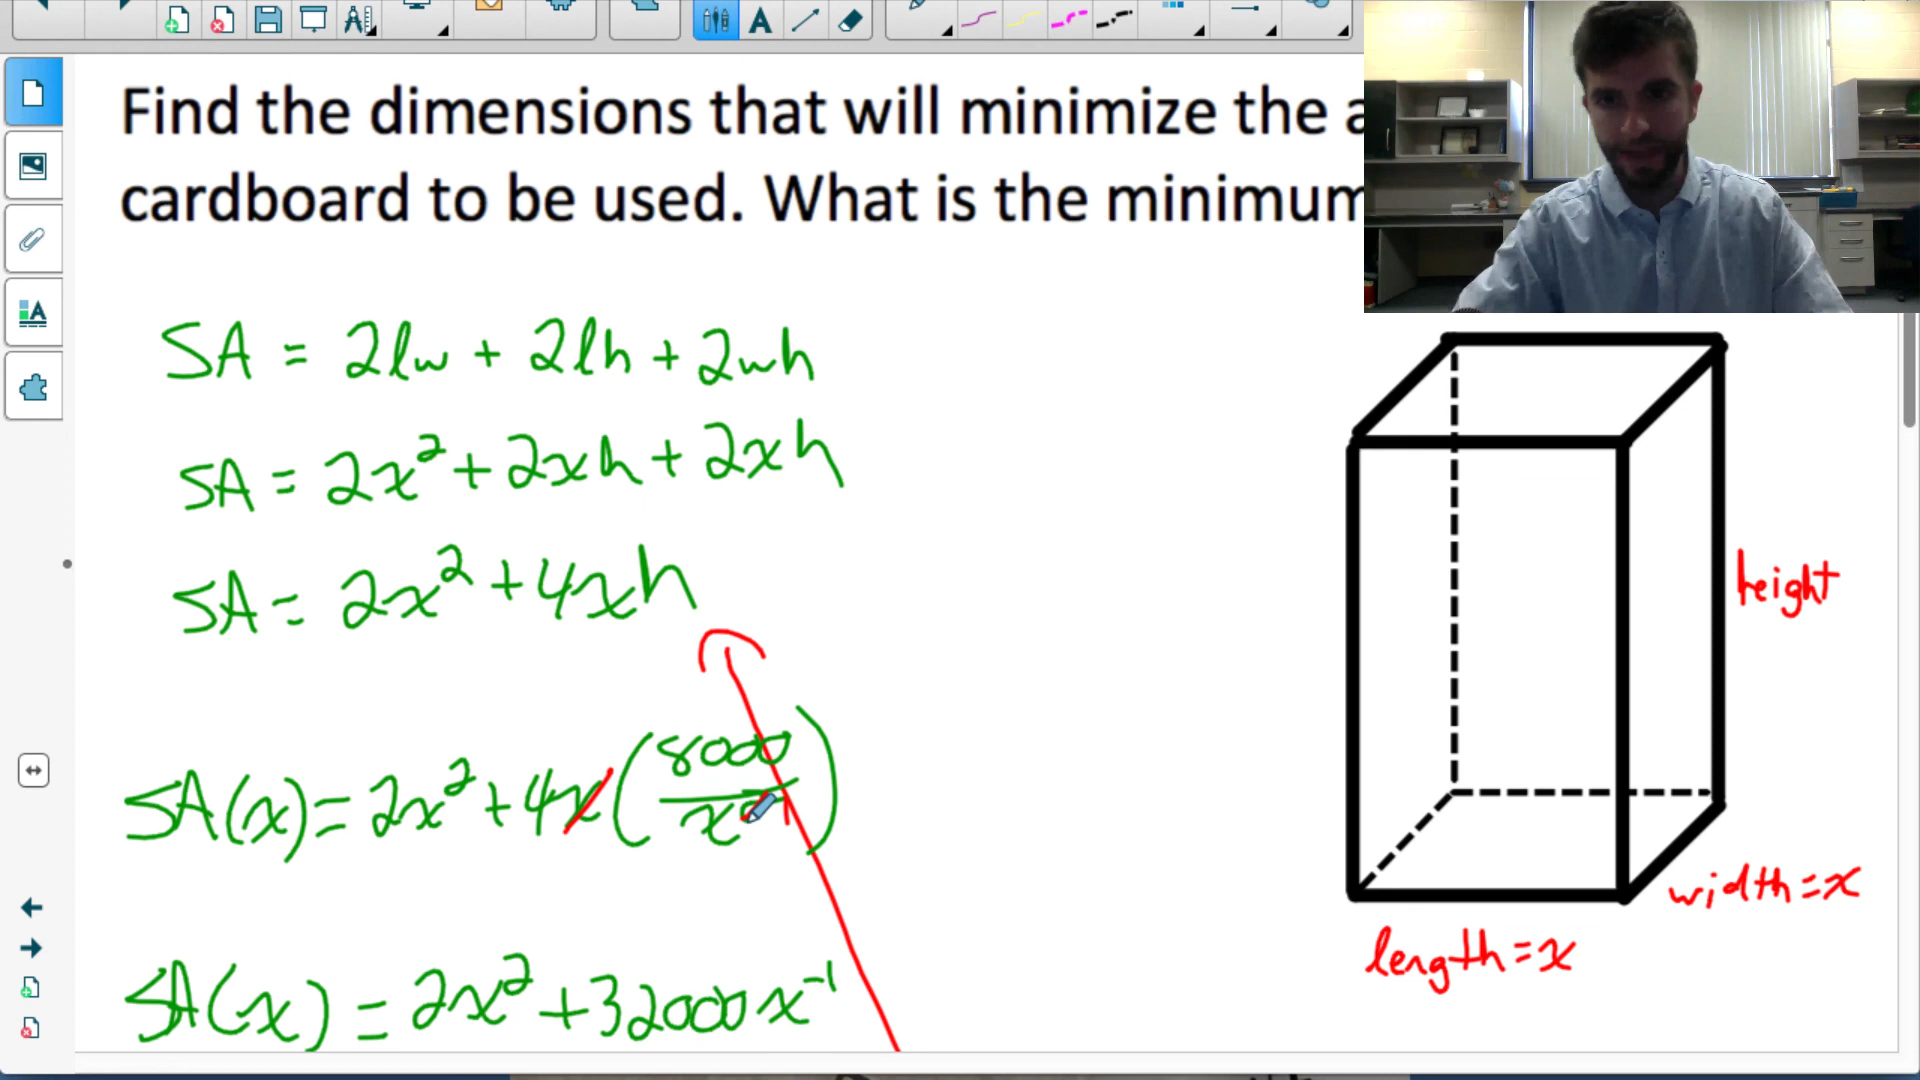 Find the dimensions that will minimize the a
cardboard to be used. What is the minimum
SA = 2lw + 2lh + 2wh
SA = 2x² + 2xh + 2xh
SA = 2x² + 4xh
SA(x) = 2x² + 4x(8000/x²)
SA(x) = 2x² + 32000x⁻¹
height
width = x
length = x